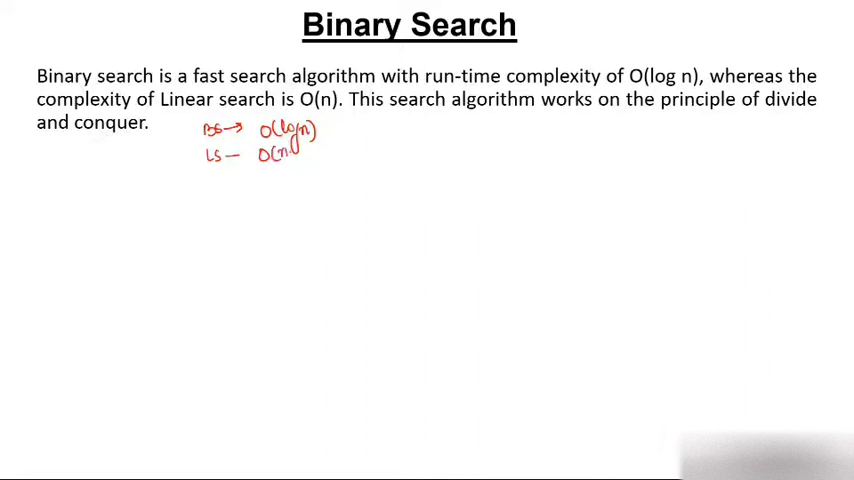 Binary Search
Binary search is a fast search algorithm with run-time complexity of O(log n), whereas the
complexity of Linear search is O(n). This search algorithm works on the principle of divide
and conquer.
BS→ O(logn)
LS— O(n